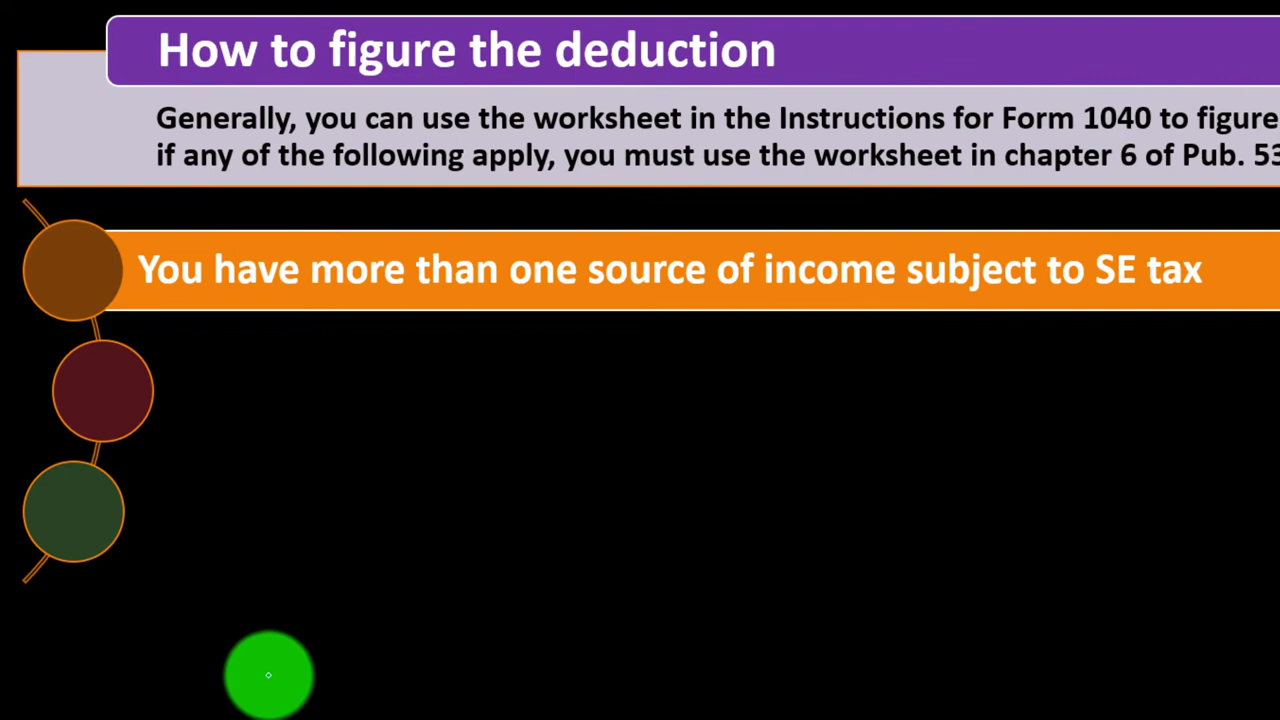 How to figure the deduction
Generally, you can use the worksheet in the Instructions for Form 1040 to figure
if any of the following apply, you must use the worksheet in chapter 6 of Pub. 53
You have more than one source of income subject to SE tax